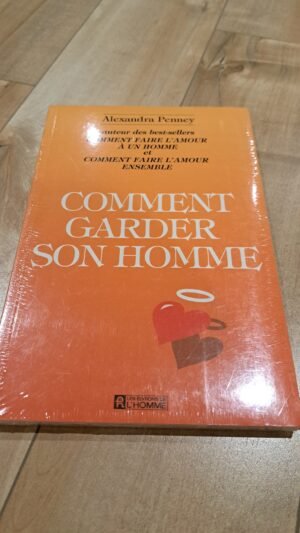 Alexandra Penney
auteur des best-sellers
COMMENT FAIRE L'AMOUR
À UN HOMME
et
COMMENT FAIRE L'AMOUR
ENSEMBLE
COMMENT
GARDER
SON HOMME
LES ÉDITIONS DE
L'HOMME